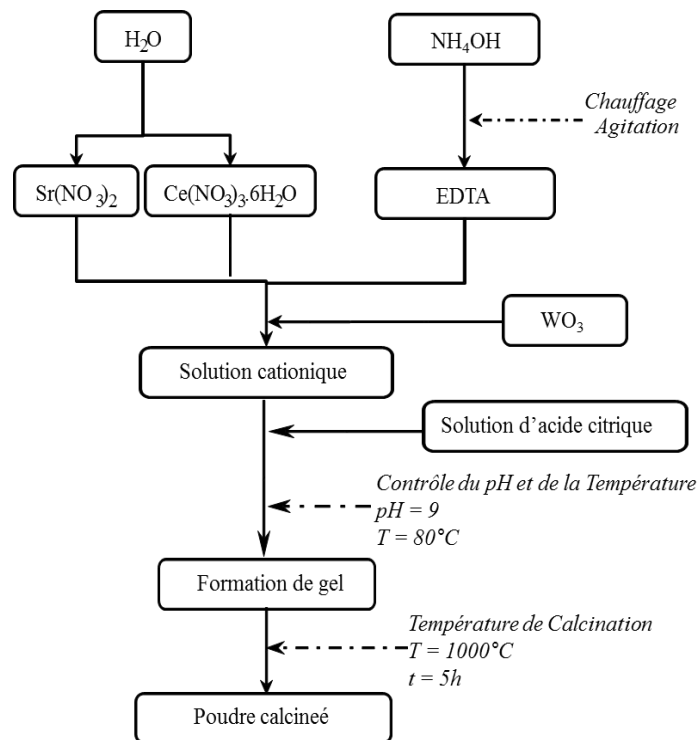 H₂O
NH₄OH
Chauffage
Agitation
Sr(NO₃)₂
Ce(NO₃)₃.6H₂O
EDTA
WO₃
Solution cationique
Solution d'acide citrique
Contrôle du pH et de la Température
pH = 9
T = 80°C
Formation de gel
Température de Calcination
T = 1000°C
t = 5h
Poudre calcineé